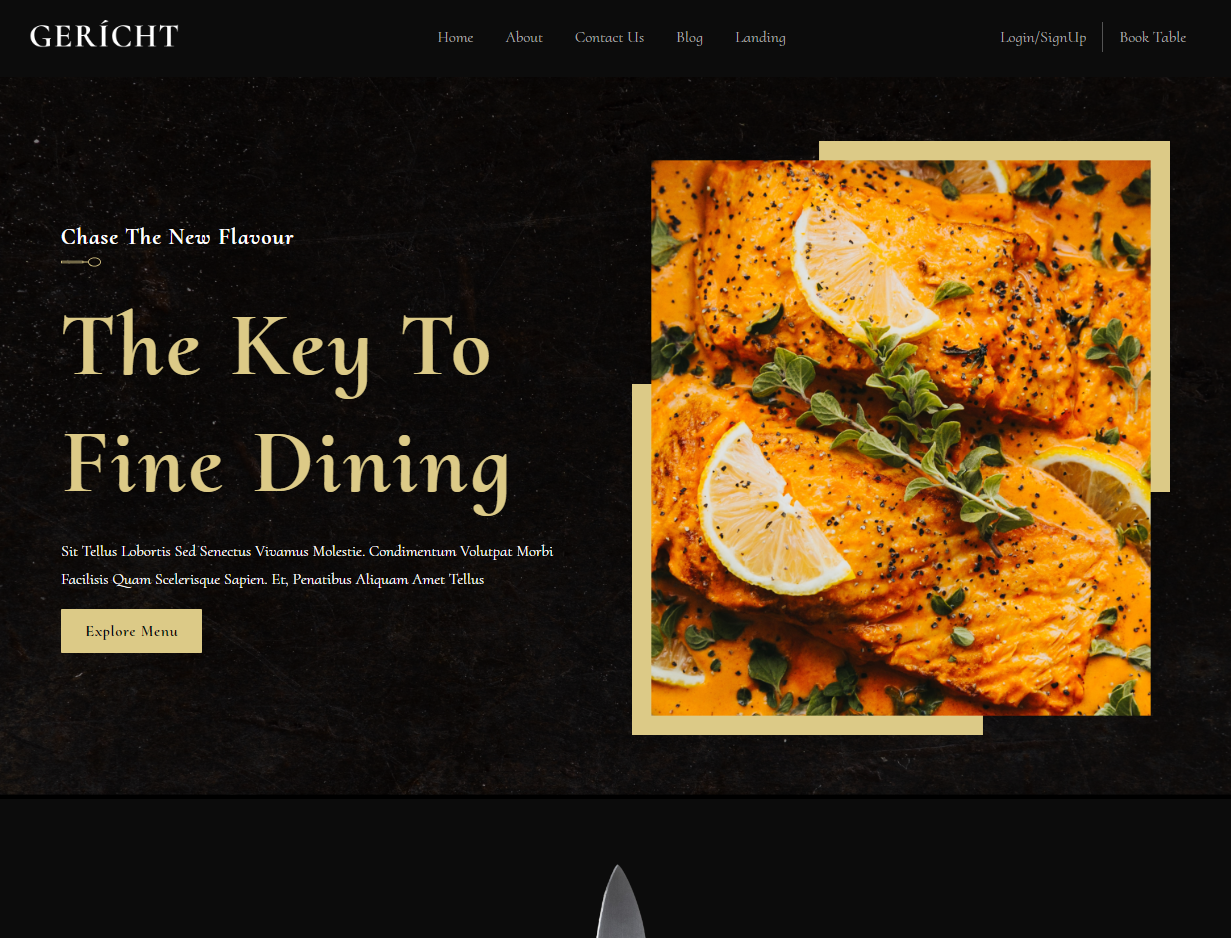 GERÍCHT
Home About Contact Us Blog Landing
Login/SignUp Book Table
Chase The New Flavour
The Key To
Fine Dining
Sit Tellus Lobortis Sed Senectus Vivamus Molestie. Condimentum Volutpat Morbi
Facilisis Quam Scelerisque Sapien. Et, Penatibus Aliquam Amet Tellus
Explore Menu